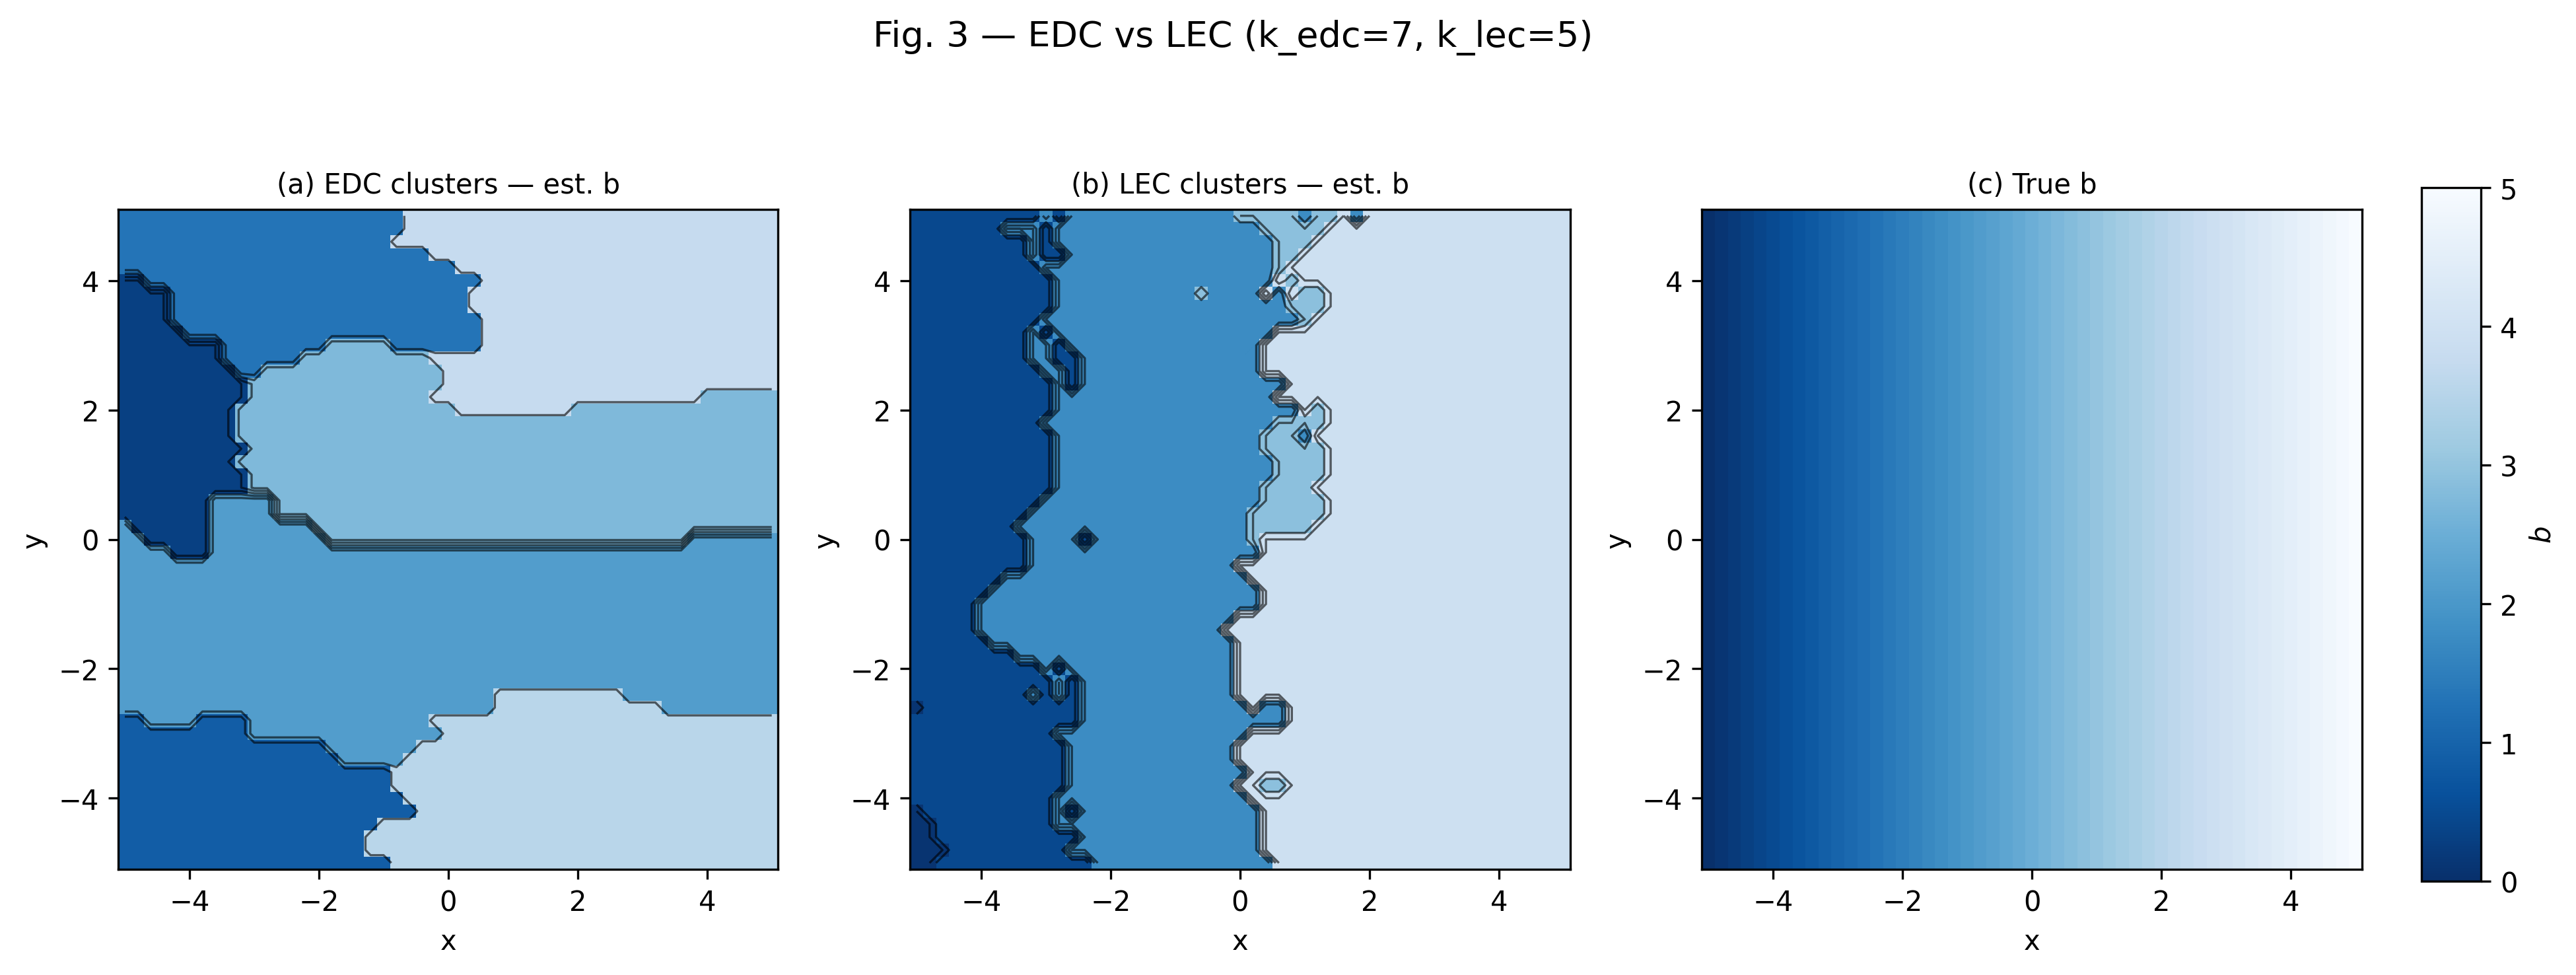 Fig. 3 — EDC vs LEC (k_edc=7, k_lec=5)
(a) EDC clusters — est. b
y
4
2
0
−2
−4
−4 −2 0 2 4
x
(b) LEC clusters — est. b
y
4
2
0
−2
−4
−4 −2 0 2 4
x
(c) True b
y
4
2
0
−2
−4
−4 −2 0 2 4
x
5
4
3
2
1
0
b